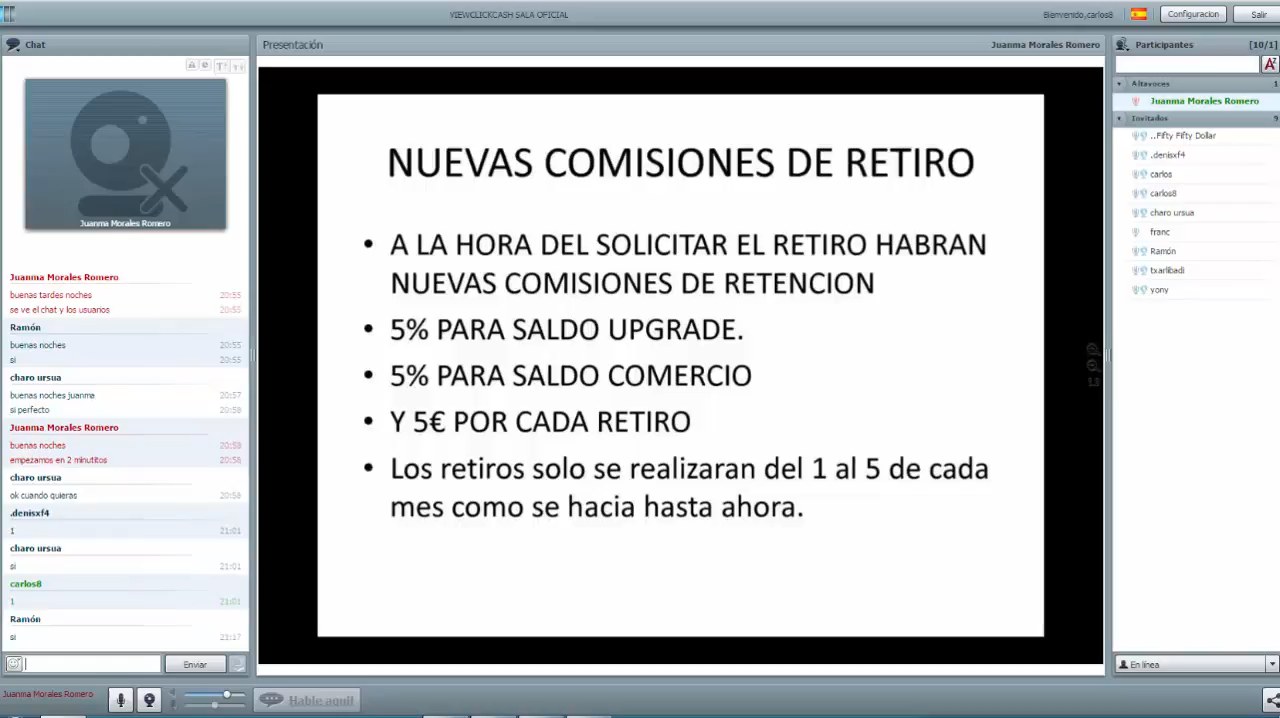 VIEWCLICKCASH SALA OFICIAL
Bienvenido,carlos8
Configuracion
Salir
Chat
Juanma Morales Romero
Juanma Morales Romero
buenas tardes noches 20:55
se ve el chat y los usuarios 20:55
Ramón
buenas noches 20:55
si 20:55
charo ursua
buenas noches juanma 20:57
si perfecto 20:58
Juanma Morales Romero
buenas noches 20:58
empezamos en 2 minutitos 20:58
charo ursua
ok cuando quieras 20:58
.denisxf4
1 21:01
charo ursua
si 21:01
carlos8
1 21:01
Ramón
si 21:17
Enviar
Presentación
Juanma Morales Romero
NUEVAS COMISIONES DE RETIRO
• A LA HORA DEL SOLICITAR EL RETIRO HABRAN
NUEVAS COMISIONES DE RETENCION
• 5% PARA SALDO UPGRADE.
• 5% PARA SALDO COMERCIO
• Y 5€ POR CADA RETIRO
• Los retiros solo se realizaran del 1 al 5 de cada
mes como se hacia hasta ahora.
Participantes [10/1]
Altavoces 1
Juanma Morales Romero
Invitados 9
..Fifty Fifty Dollar
.denisxf4
carlos
carlos8
charo ursua
franc
Ramón
txarlibadi
yony
En línea
Juanma Morales Romero
Hable aquí!